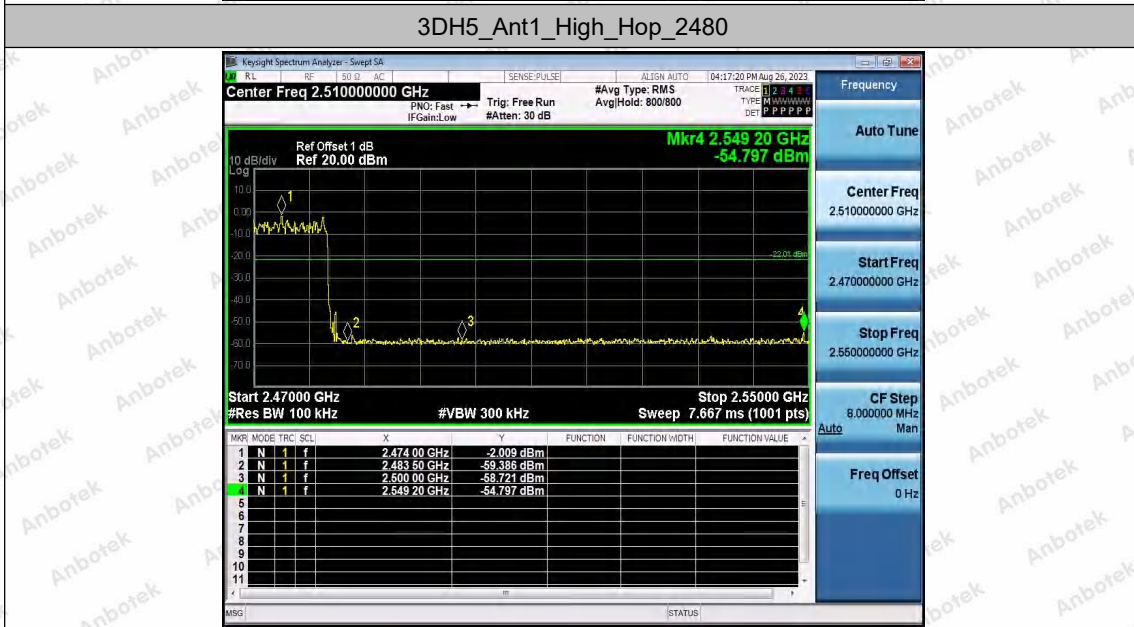 3DH5_Ant1_High_Hop_2480
Keysight Spectrum Analyzer - Swept SA
RL RF 50 Ω AC SENSE:PULSE ALIGN AUTO 04:17:20 PM Aug 26, 2023
Center Freq 2.510000000 GHz
PNO: Fast
IFGain:Low
Trig: Free Run
#Atten: 30 dB
#Avg Type: RMS
Avg|Hold: 800/800
TRACE 1 2 3 4 5 6
TYPE M W W W W W
DET P P P P P P
Mkr4 2.549 20 GHz
-54.797 dBm
Ref Offset 1 dB
10 dB/div Ref 20.00 dBm
Log
10.0
0.00
-10.0
-20.0
-30.0
-40.0
-50.0
-60.0
-70.0
1
2
3
4
-22.01 dBm
Start 2.47000 GHz Stop 2.55000 GHz
#Res BW 100 kHz #VBW 300 kHz Sweep 7.667 ms (1001 pts)
MKR MODE TRC SCL X Y FUNCTION FUNCTION WIDTH FUNCTION VALUE
1 N 1 f 2.474 00 GHz -2.009 dBm
2 N 1 f 2.483 50 GHz -59.386 dBm
3 N 1 f 2.500 00 GHz -58.721 dBm
4 N 1 f 2.549 20 GHz -54.797 dBm
5
6
7
8
9
10
11
MSG STATUS
Frequency
Auto Tune
Center Freq
2.510000000 GHz
Start Freq
2.470000000 GHz
Stop Freq
2.550000000 GHz
CF Step
8.000000 MHz
Auto Man
Freq Offset
0 Hz
Anbotek